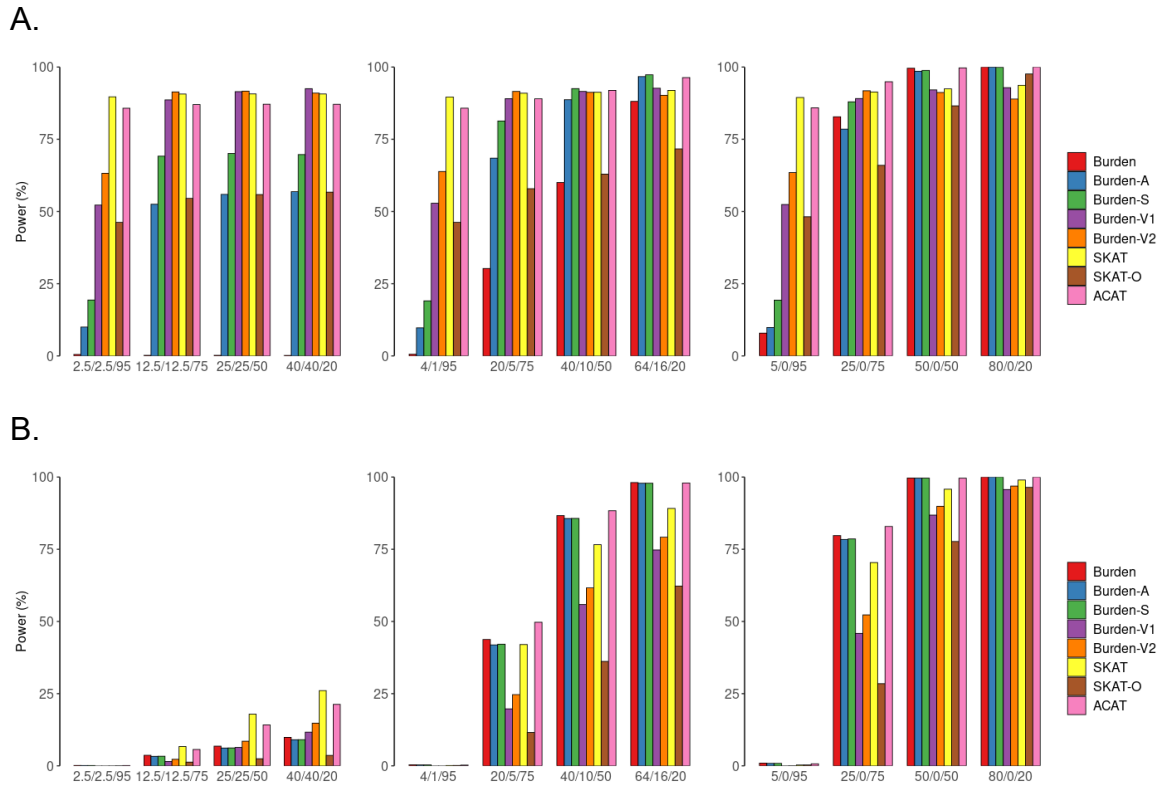 A.
100
75
50
25
0
Power (%)
2.5/2.5/95 12.5/12.5/75 25/25/50 40/40/20
100
75
50
25
0
4/1/95 20/5/75 40/10/50 64/16/20
100
75
50
25
0
5/0/95 25/0/75 50/0/50 80/0/20
Burden
Burden-A
Burden-S
Burden-V1
Burden-V2
SKAT
SKAT-O
ACAT
B.
100
75
50
25
0
Power (%)
2.5/2.5/95 12.5/12.5/75 25/25/50 40/40/20
100
75
50
25
0
4/1/95 20/5/75 40/10/50 64/16/20
100
75
50
25
0
5/0/95 25/0/75 50/0/50 80/0/20
Burden
Burden-A
Burden-S
Burden-V1
Burden-V2
SKAT
SKAT-O
ACAT